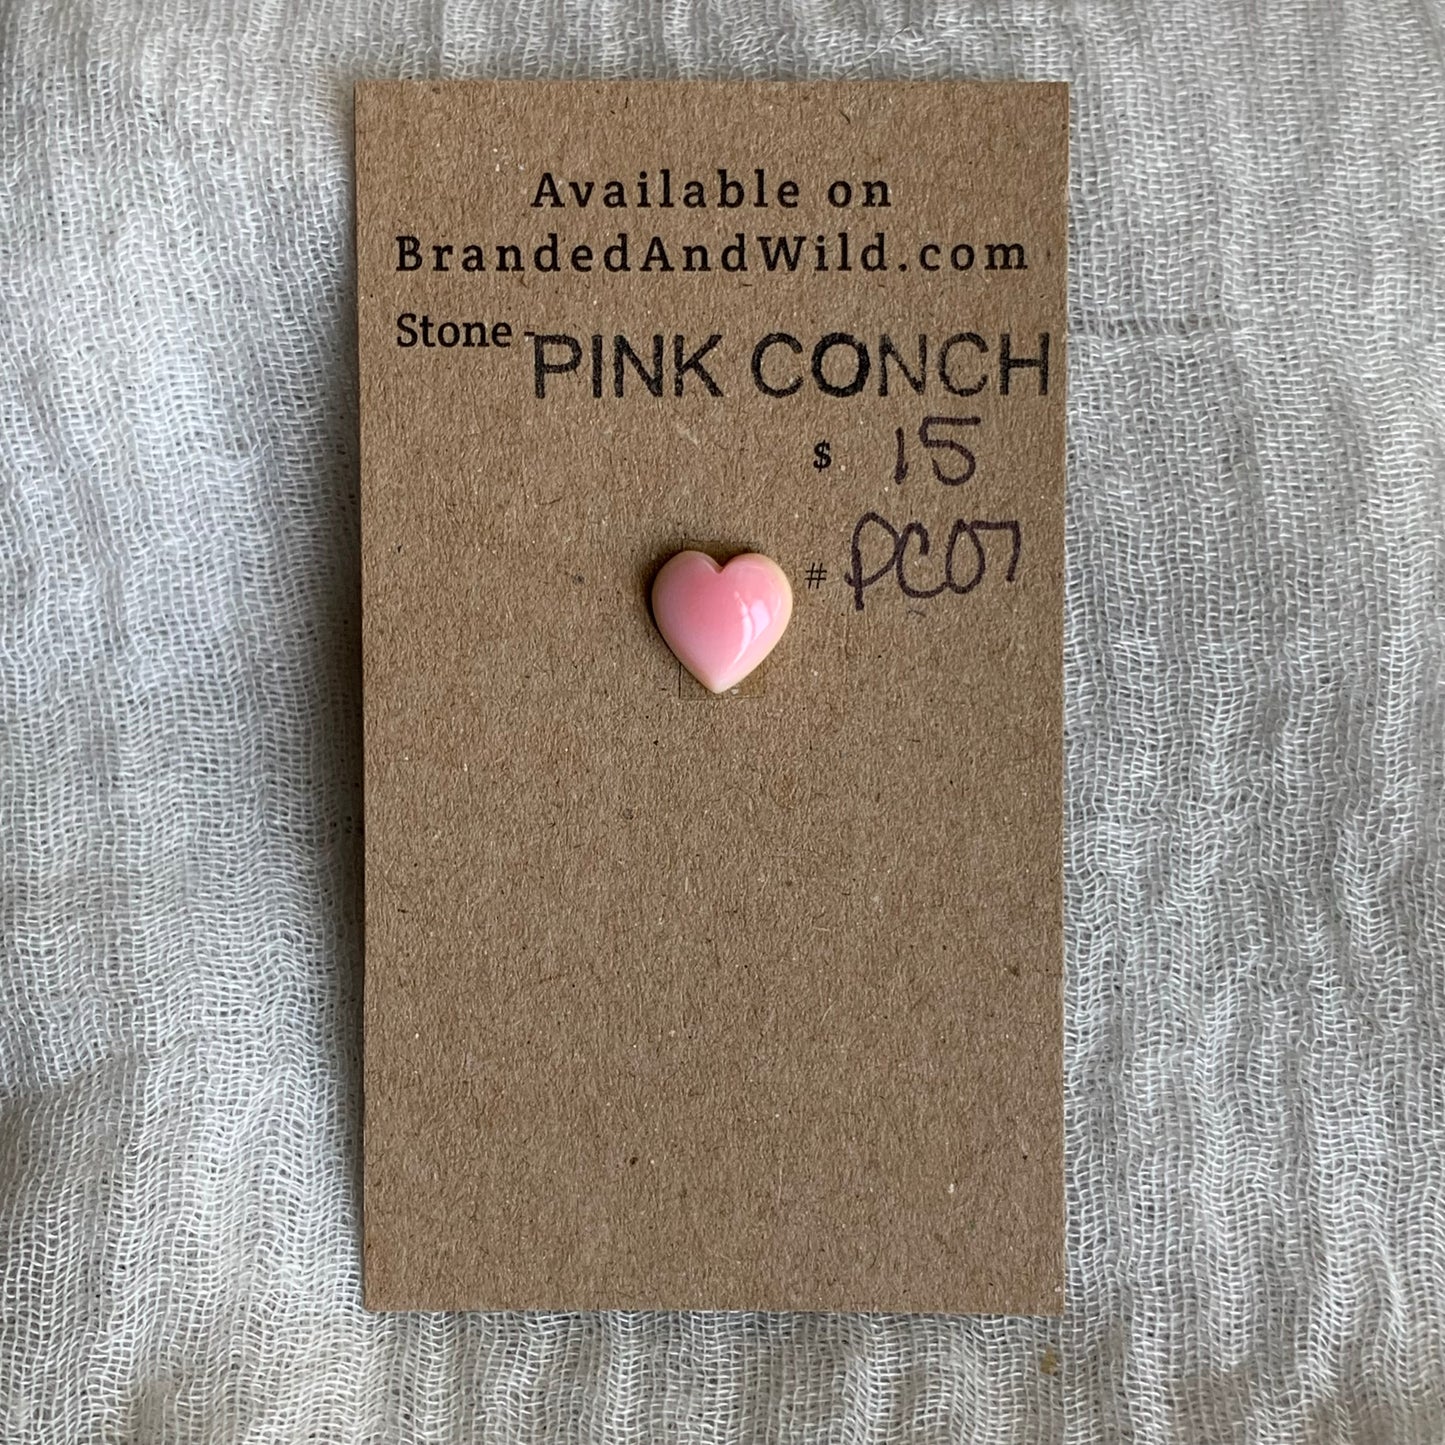 Available on
BrandedAndWild.com
Stone - PINK CONCH
$ 15
# PC07